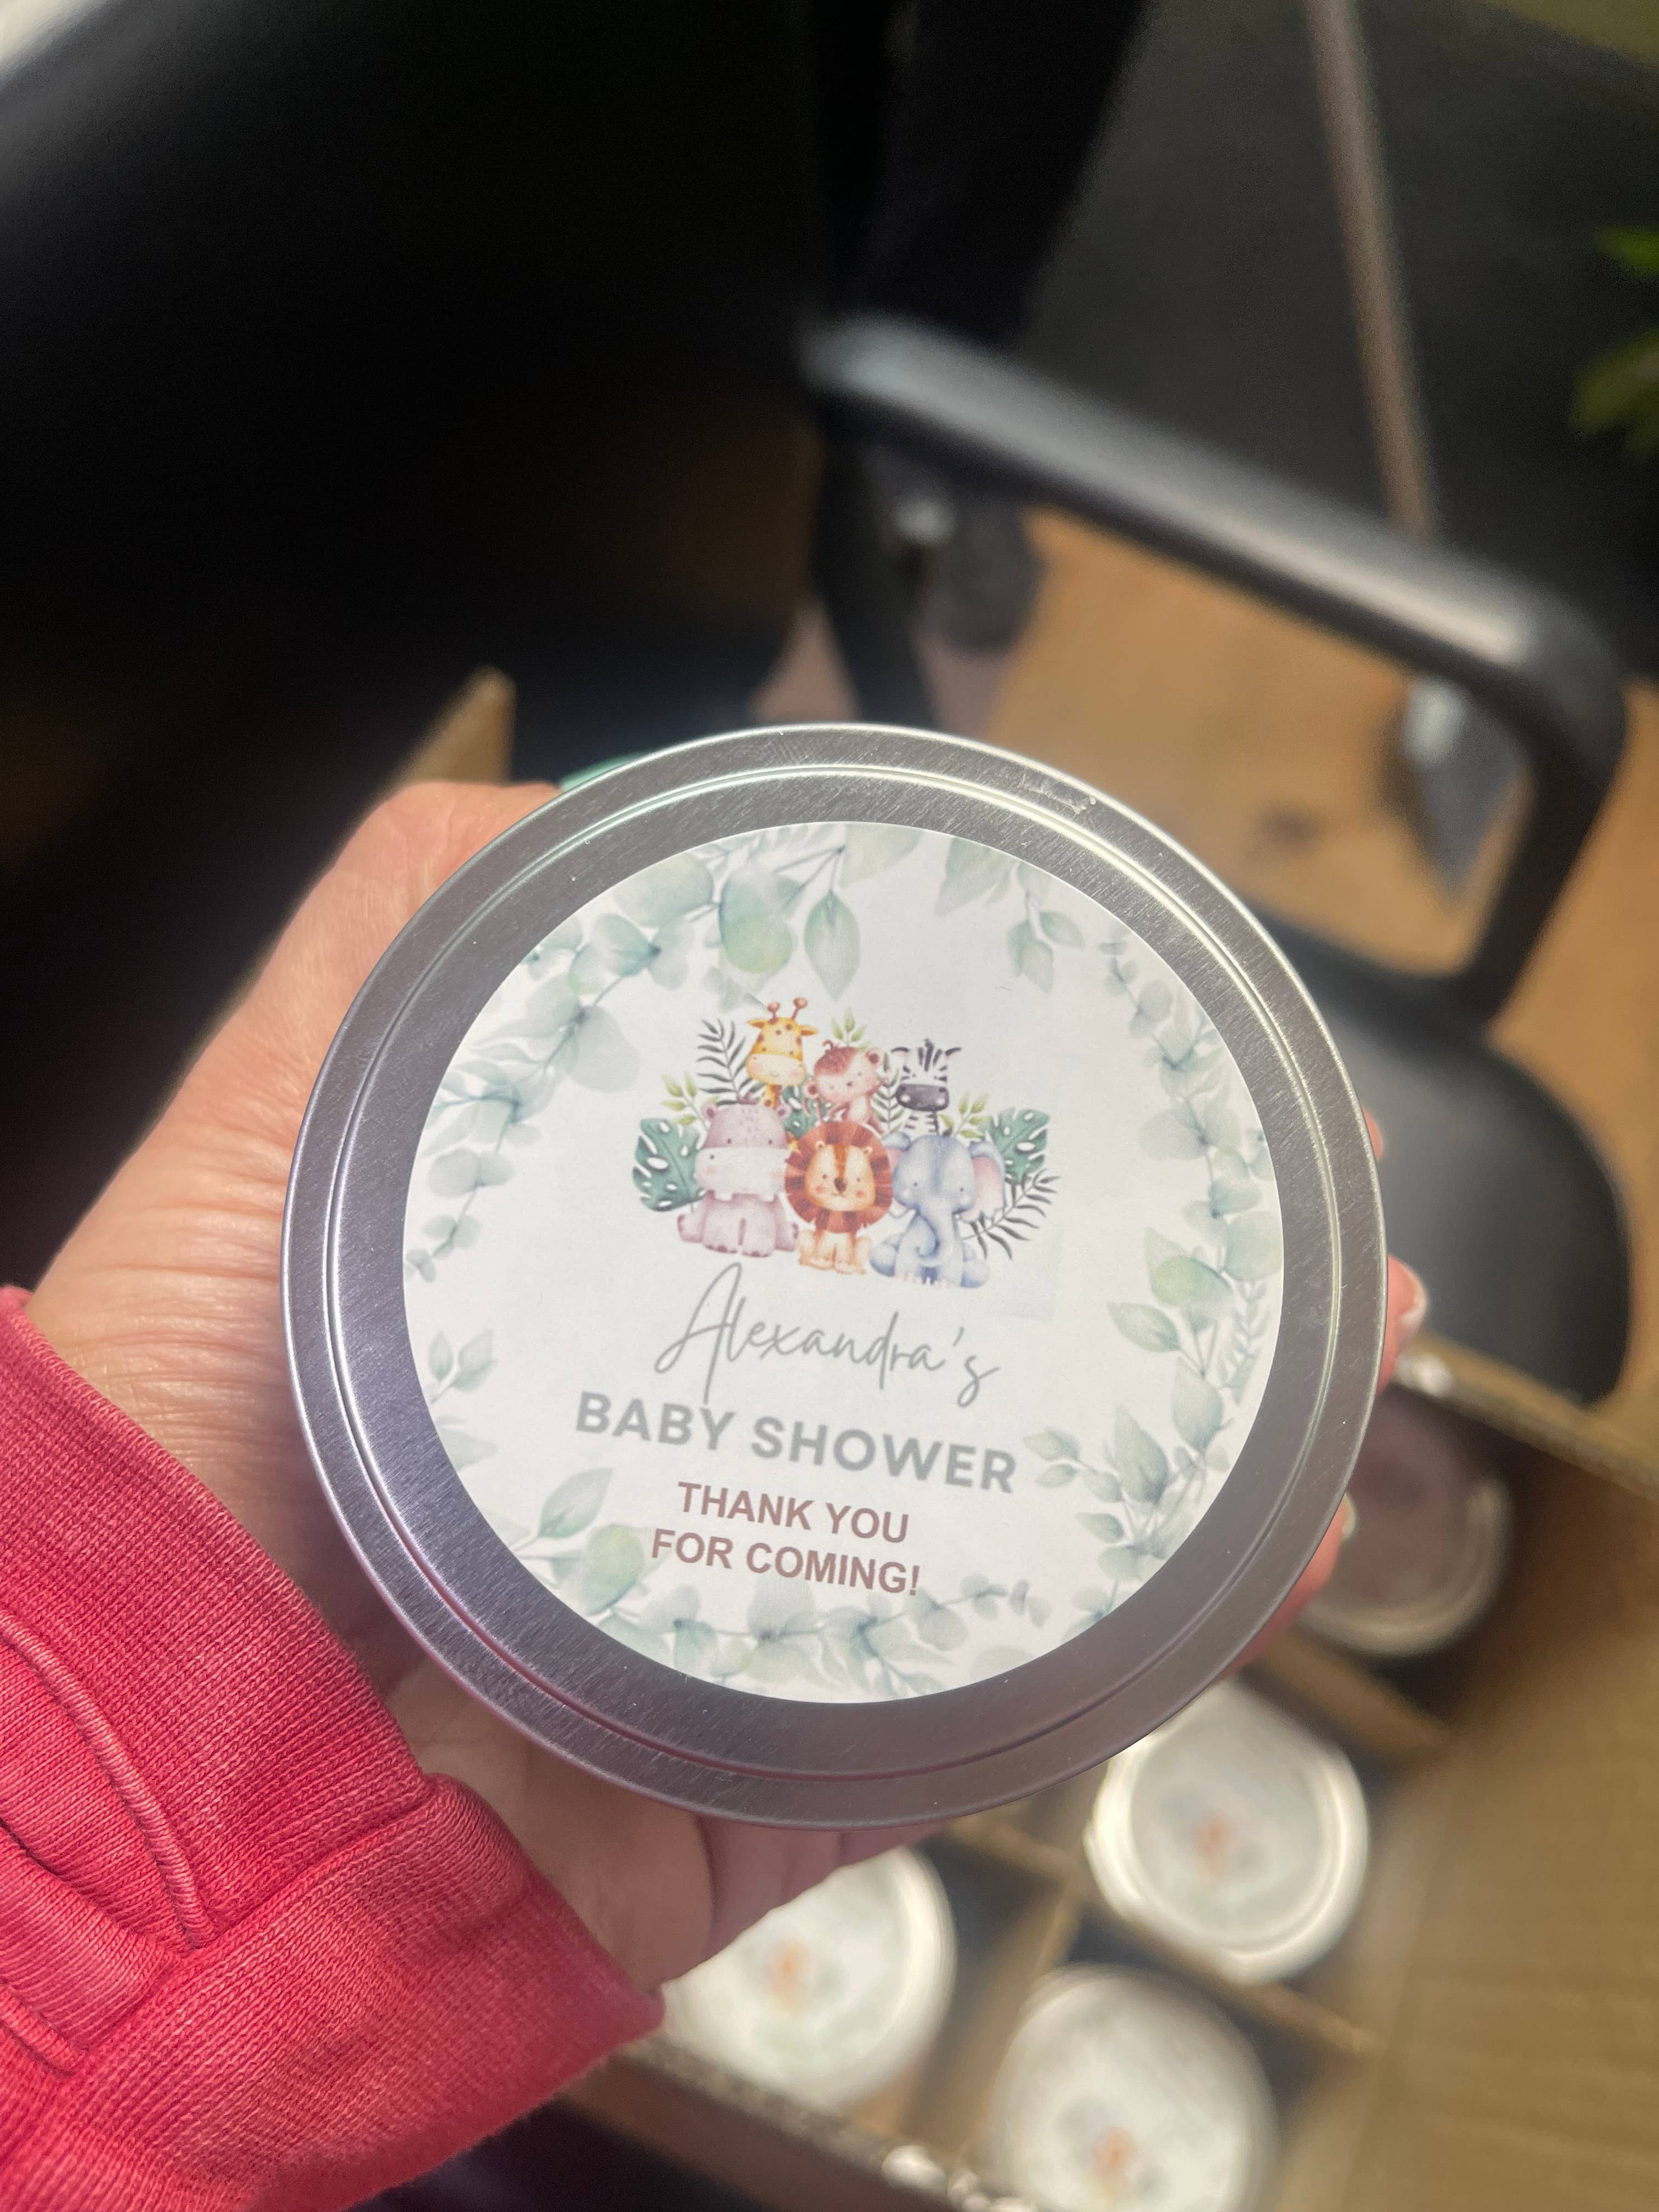 Alexandra's
BABY SHOWER
THANK YOU
FOR COMING!